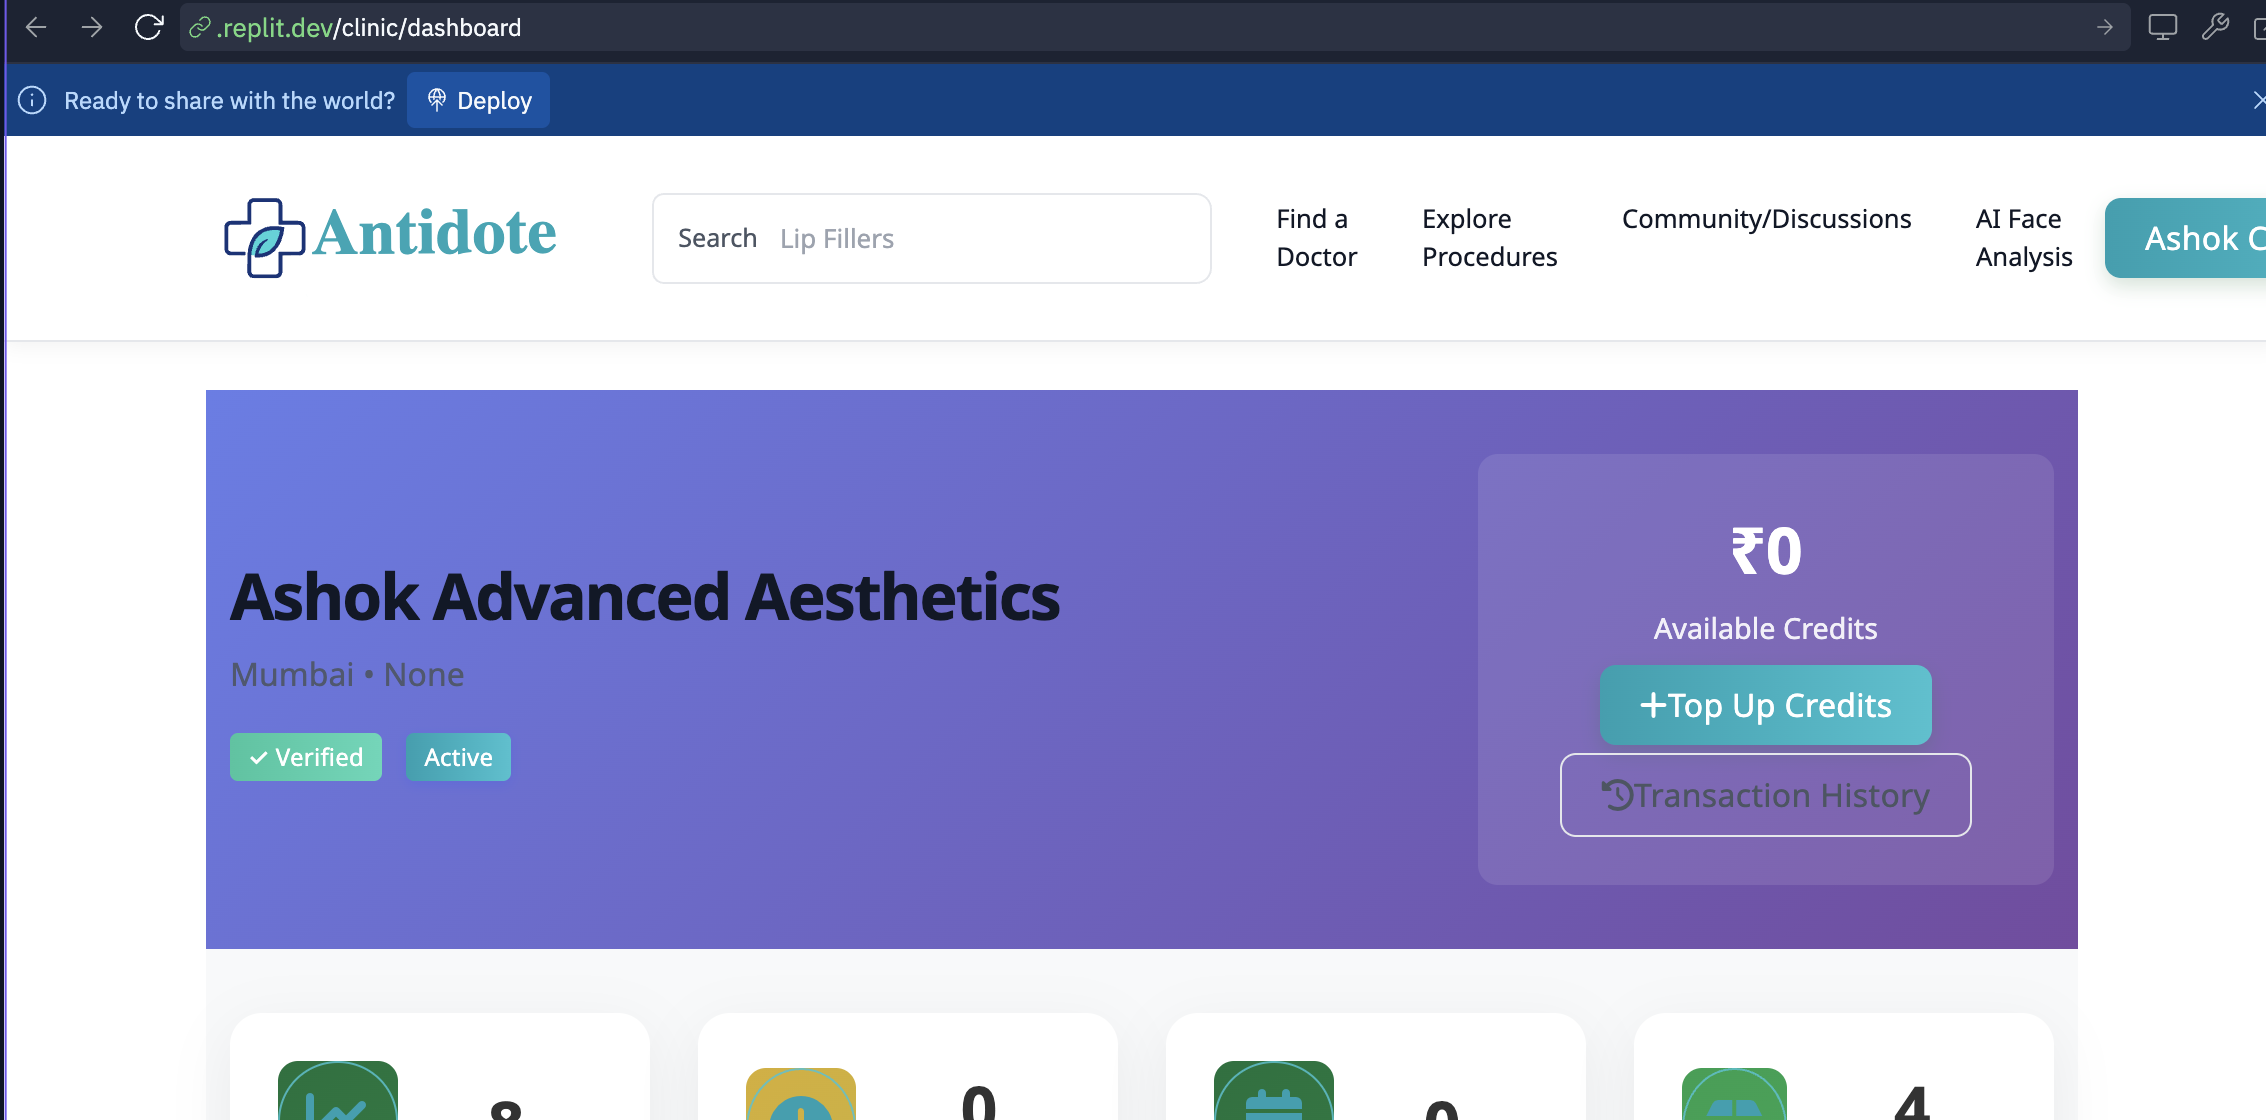 .replit.dev/clinic/dashboard
Ready to share with the world? Deploy
Antidote
Search Lip Fillers
Find a Doctor
Explore Procedures
Community/Discussions
AI Face Analysis
Ashok
Ashok Advanced Aesthetics
Mumbai • None
Verified Active
₹0
Available Credits
+Top Up Credits
Transaction History
8 0 0 4